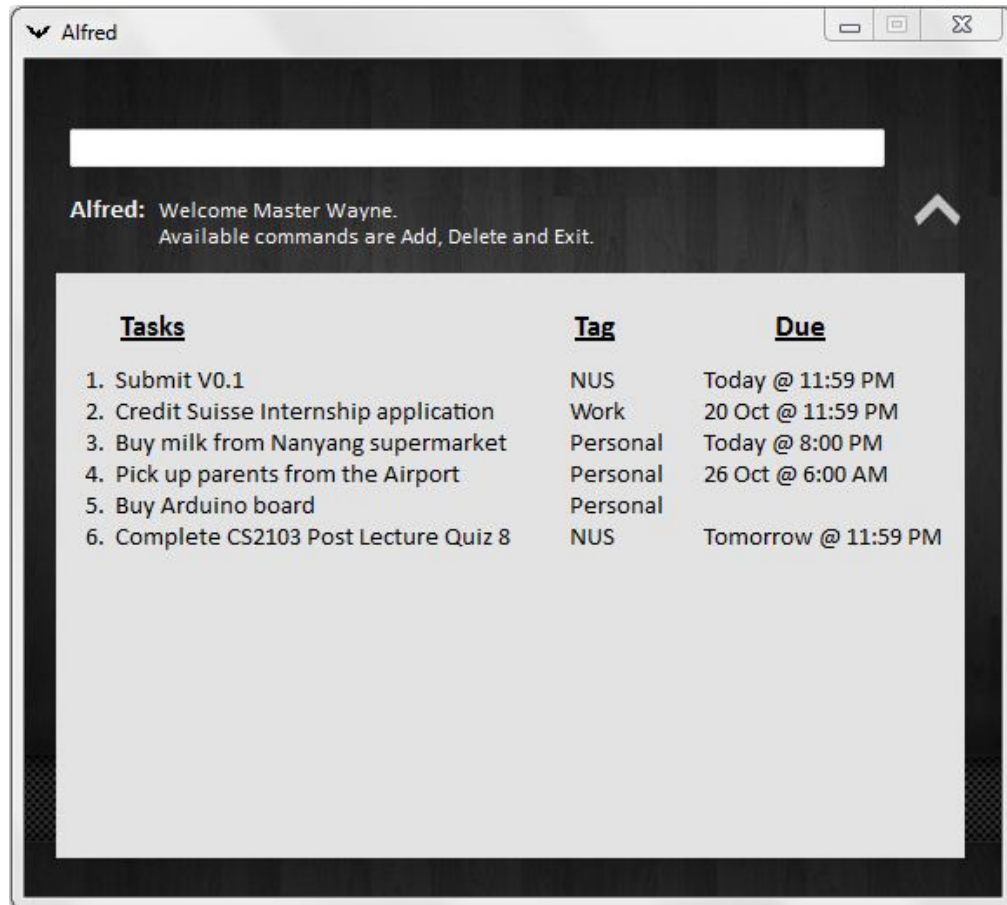 Alfred
Alfred: Welcome Master Wayne.
Available commands are Add, Delete and Exit.
Tasks Tag Due
1. Submit V0.1 NUS Today @ 11:59 PM
2. Credit Suisse Internship application Work 20 Oct @ 11:59 PM
3. Buy milk from Nanyang supermarket Personal Today @ 8:00 PM
4. Pick up parents from the Airport Personal 26 Oct @ 6:00 AM
5. Buy Arduino board Personal
6. Complete CS2103 Post Lecture Quiz 8 NUS Tomorrow @ 11:59 PM